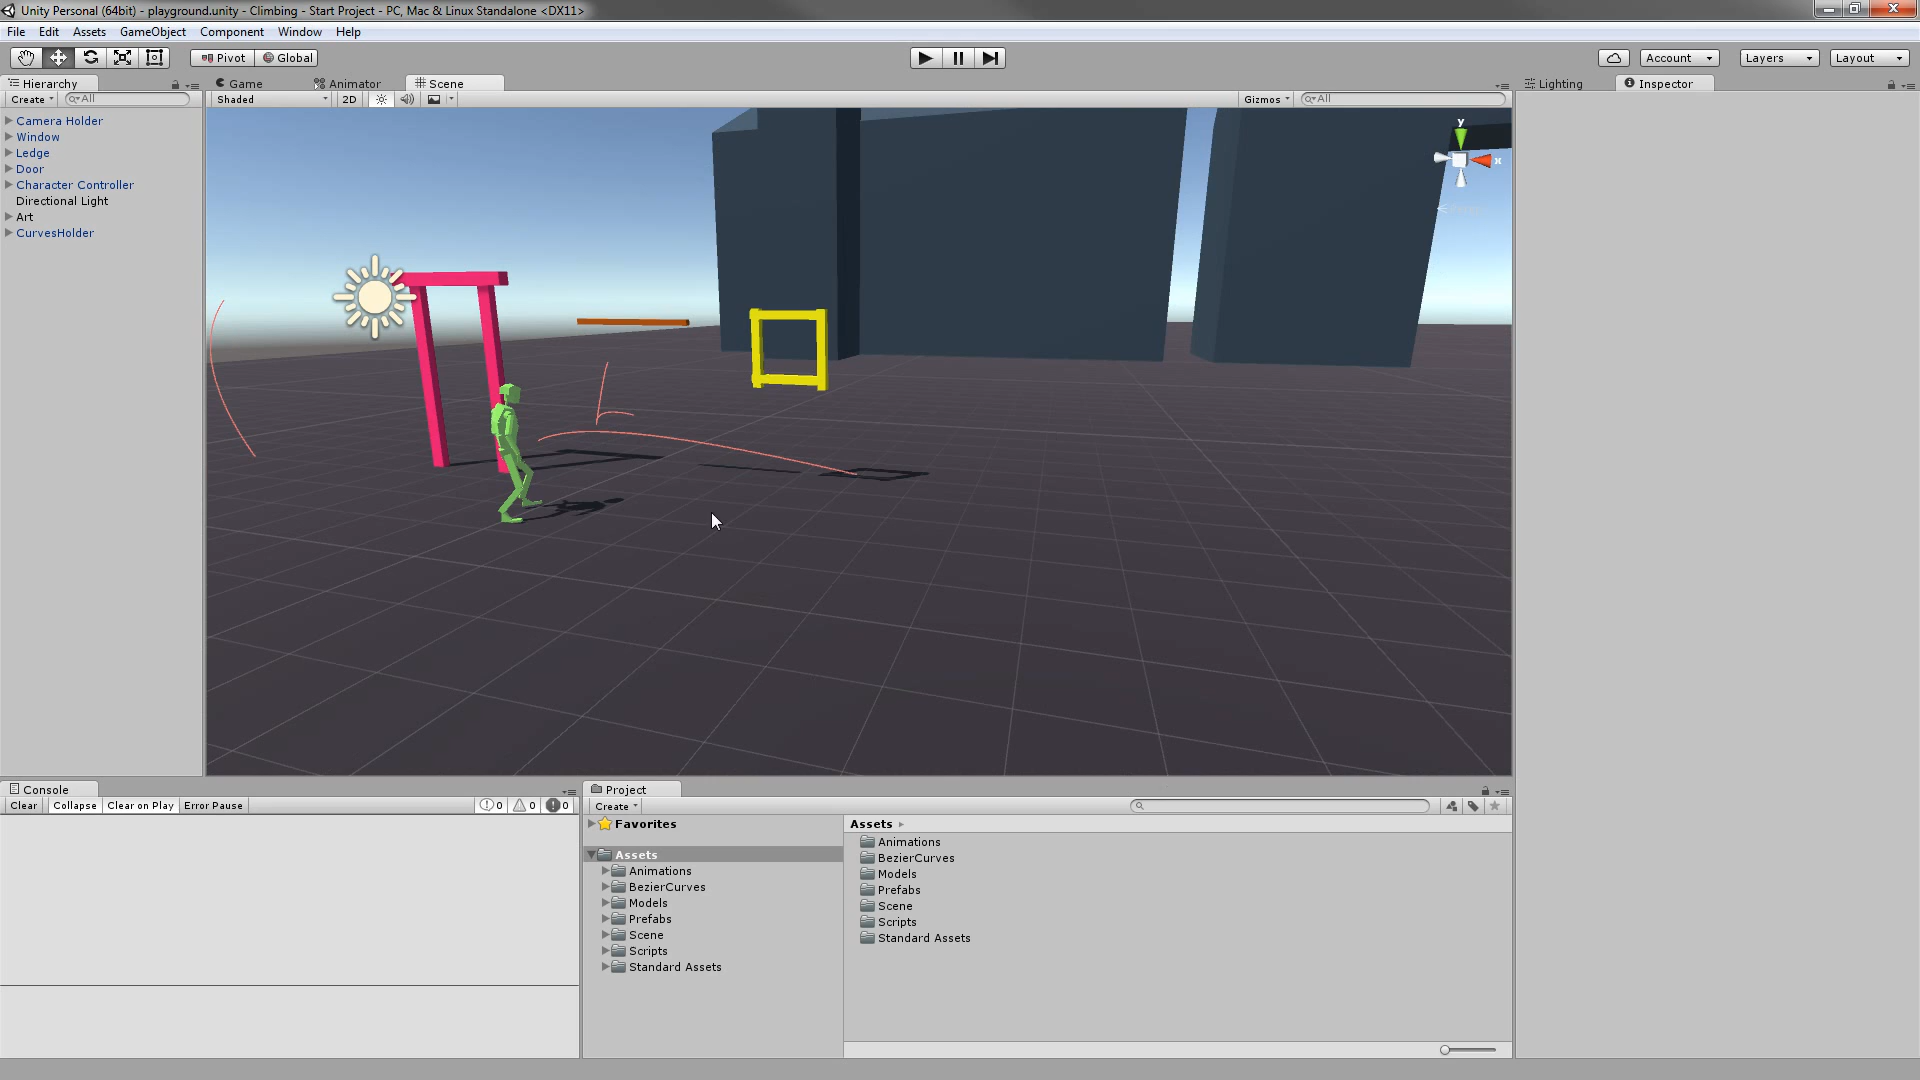 Unity Personal (64bit) - playground.unity - Climbing - Start Project - PC, Mac & Linux Standalone <DX11>
File Edit Assets GameObject Component Window Help
Pivot Global Account Layers Layout
Hierarchy Game Animator Scene Lighting Inspector
Create All Shaded 2D Gizmos All
Camera Holder
Window
Ledge
Door
Character Controller
Directional Light
Art
CurvesHolder
y
x
Console
Clear Collapse Clear on Play Error Pause 0 0 0
Project
Create
Favorites
Assets
Animations
BezierCurves
Models
Prefabs
Scene
Scripts
Standard Assets
Assets
Animations
BezierCurves
Models
Prefabs
Scene
Scripts
Standard Assets